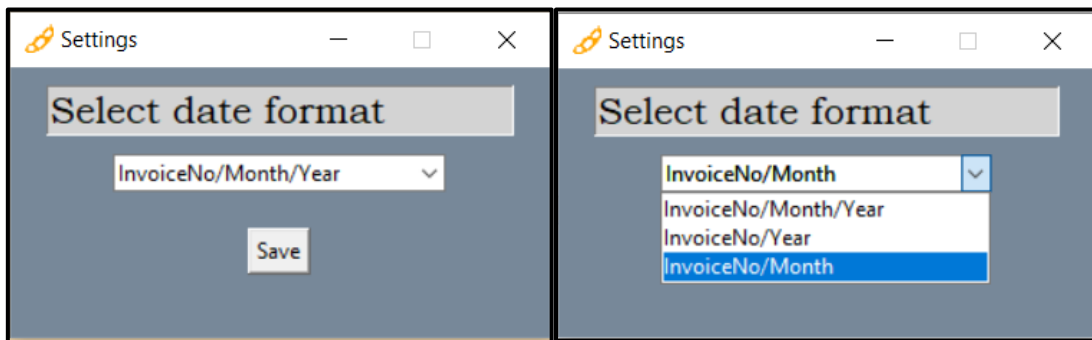 Settings
Select date format
InvoiceNo/Month/Year
Save
Settings
Select date format
InvoiceNo/Month
InvoiceNo/Month/Year
InvoiceNo/Year
InvoiceNo/Month